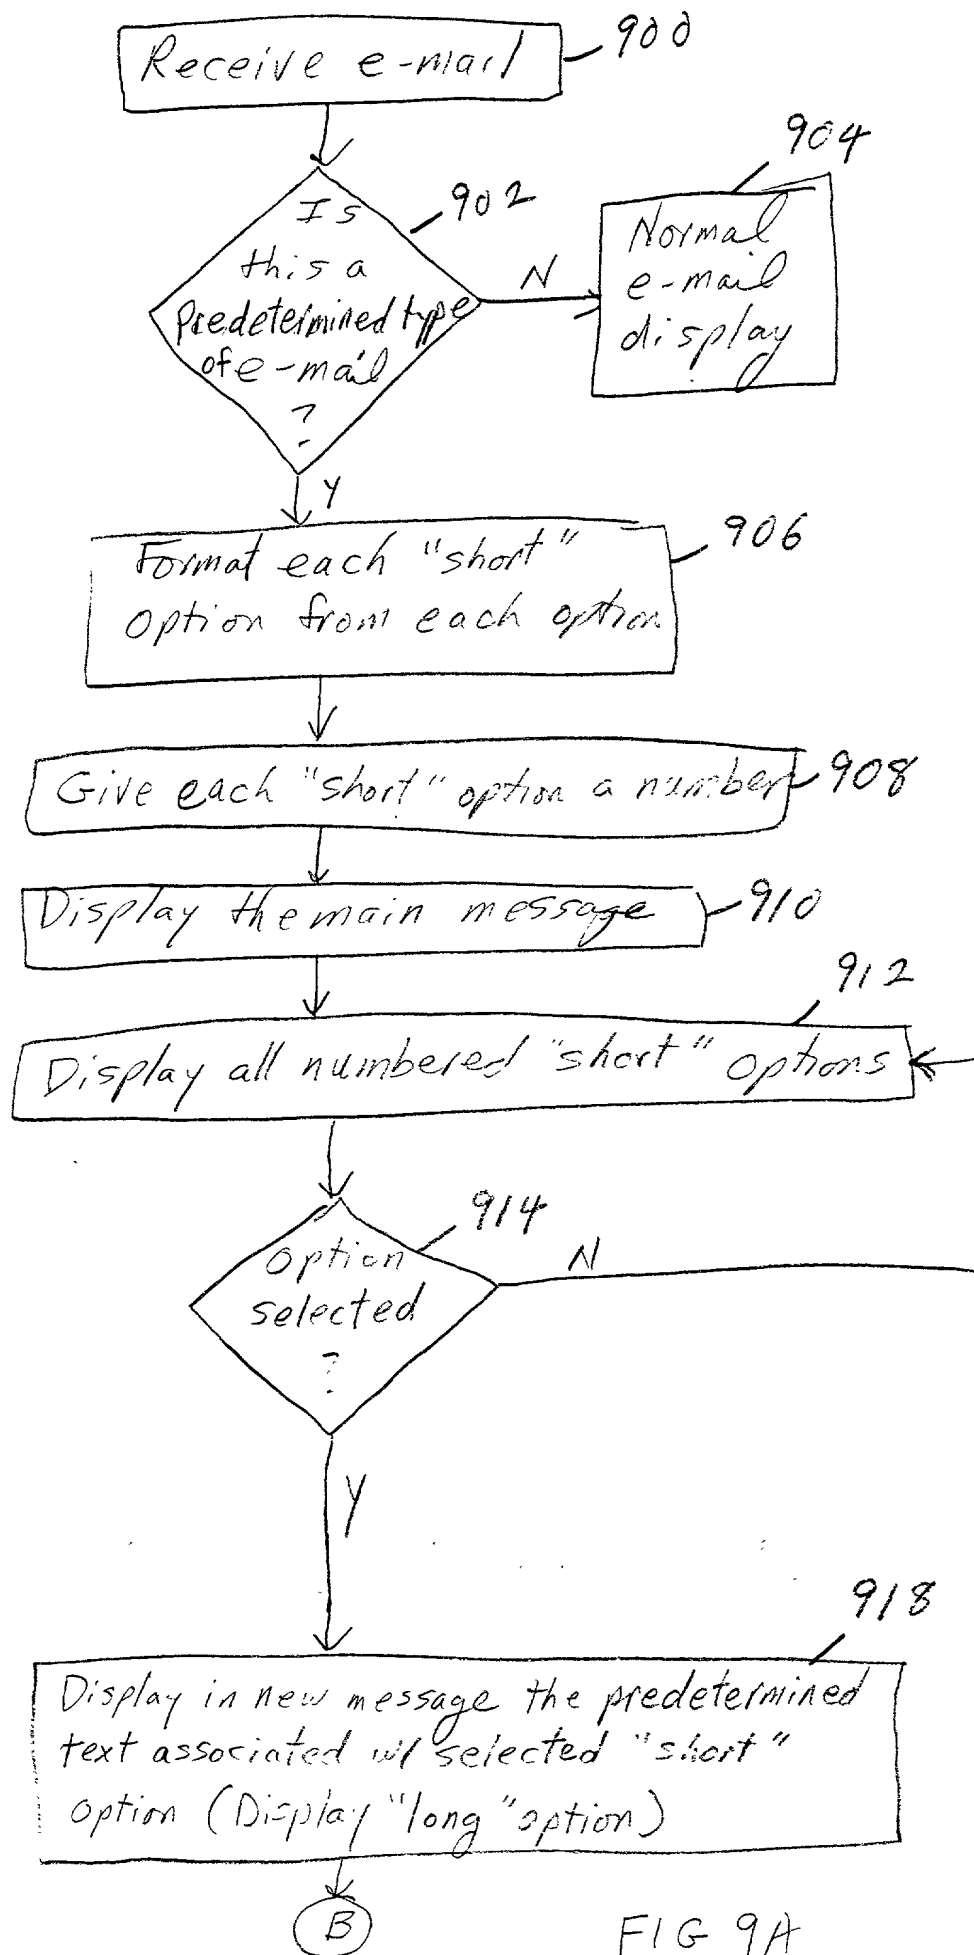 Receive e-mail
900
904
902
Is
this a
predetermined type
of e-mail
?
N
Normal
e-mail
display
Y
906
Format each "short"
option from each option
Give each "short" option a number
908
Display the main message
910
912
Display all numbered "short" options
914
option
selected
?
N
Y
918
Display in new message the predetermined
text associated w/ selected "short"
option (Display "long" option)
B
FIG 9A